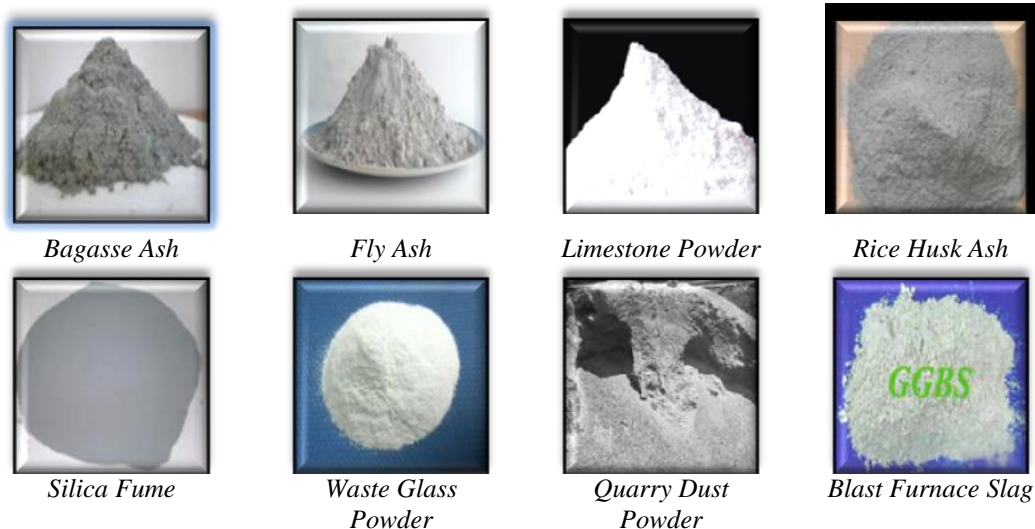 Bagasse Ash
Fly Ash
Limestone Powder
Rice Husk Ash
Silica Fume
Waste Glass
Powder
Quarry Dust
Powder
GGBS
Blast Furnace Slag